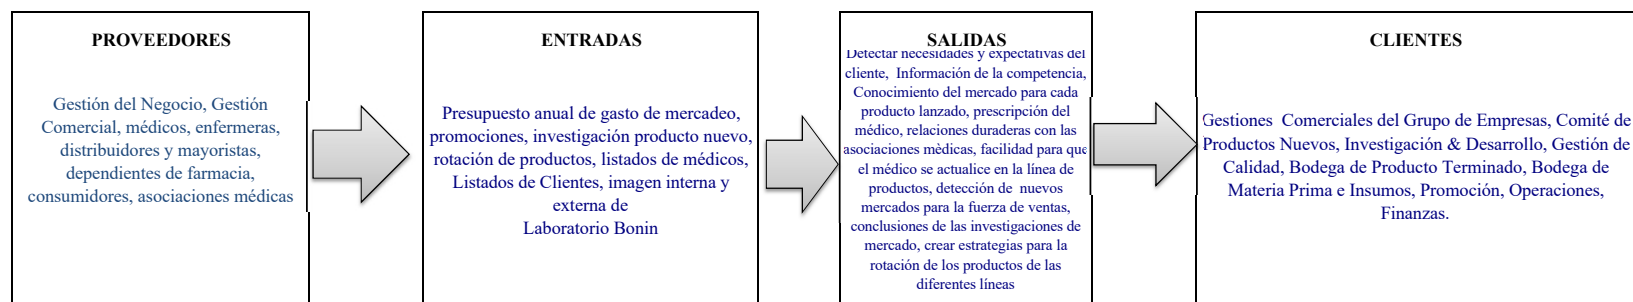 PROVEEDORES
Gestión del Negocio, Gestión
Comercial, médicos, enfermeras,
distribuidores y mayoristas,
dependientes de farmacia,
consumidores, asociaciones médicas
ENTRADAS
Presupuesto anual de gasto de mercadeo,
promociones, investigación producto nuevo,
rotación de productos, listados de médicos,
Listados de Clientes, imagen interna y
externa de
Laboratorio Bonin
SALIDAS
Detectar necesidades y expectativas del
cliente, Información de la competencia,
Conocimiento del mercado para cada
producto lanzado, prescripción del
médico, relaciones duraderas con las
asociaciones mèdicas, facilidad para que
el médico se actualice en la línea de
productos, detección de nuevos
mercados para la fuerza de ventas,
conclusiones de las investigaciones de
mercado, crear estrategias para la
rotación de los productos de las
diferentes líneas
CLIENTES
Gestiones Comerciales del Grupo de Empresas, Comité de
Productos Nuevos, Investigación & Desarrollo, Gestión de
Calidad, Bodega de Producto Terminado, Bodega de
Materia Prima e Insumos, Promoción, Operaciones,
Finanzas.